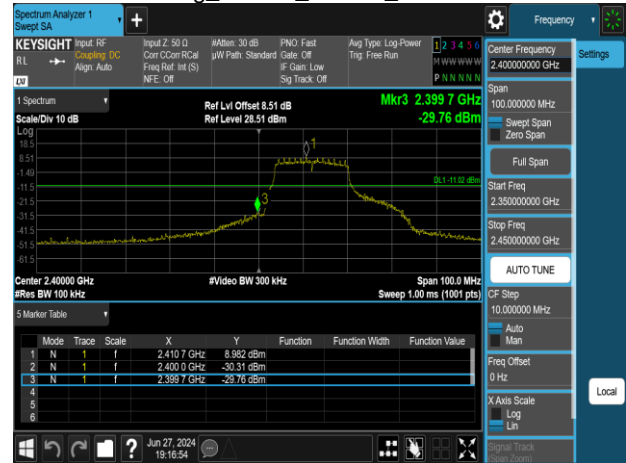 Spectrum Analyzer 1
Swept SA
Frequency
KEYSIGHT
RL
LXI
Input: RF
Coupling: DC
Align: Auto
Input Z: 50 Ω
Corr CCorr RCal
Freq Ref: Int (S)
NFE: Off
#Atten: 30 dB
µW Path: Standard
PNO: Fast
Gate: Off
IF Gain: Low
Sig Track: Off
Avg Type: Log-Power
Trig: Free Run
1 2 3 4 5 6
M W W W W W
P N N N N N
Center Frequency
2.400000000 GHz
Settings
Span
100.000000 MHz
Swept Span
Zero Span
Full Span
Start Freq
2.350000000 GHz
Stop Freq
2.450000000 GHz
AUTO TUNE
CF Step
10.000000 MHz
Auto
Man
Freq Offset
0 Hz
X Axis Scale
Log
Lin
Signal Track
(Span Zoom)
Local
1 Spectrum
Scale/Div 10 dB
Ref Lvl Offset 8.51 dB
Ref Level 28.51 dBm
Mkr3 2.399 7 GHz
-29.76 dBm
Log
18.5
8.51
-1.49
-11.5
-21.5
-31.5
-41.5
-51.5
-61.5
1
3
DL1 -11.02 dBm
Center 2.40000 GHz
#Res BW 100 kHz
#Video BW 300 kHz
Span 100.0 MHz
Sweep 1.00 ms (1001 pts)
5 Marker Table
Mode Trace Scale X Y Function Function Width Function Value
1 N 1 f 2.410 7 GHz 8.982 dBm
2 N 1 f 2.400 0 GHz -30.31 dBm
3 N 1 f 2.399 7 GHz -29.76 dBm
4
5
6
?
Jun 27, 2024
19:16:54